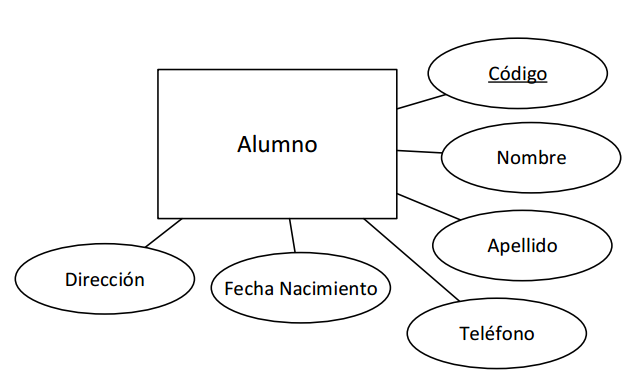 Código
Alumno
Nombre
Apellido
Dirección
Fecha Nacimiento
Teléfono